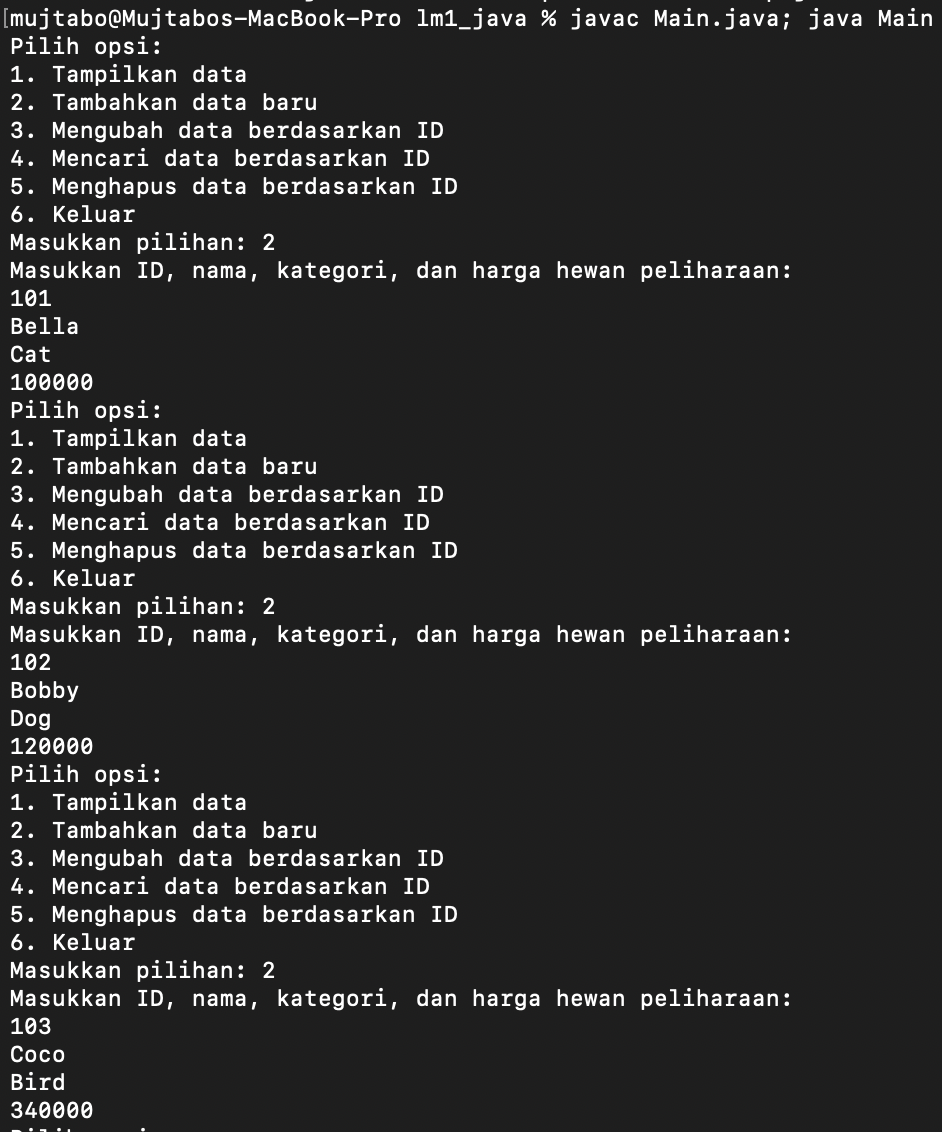 [mujtabo@Mujtabos-MacBook-Pro lm1_java % javac Main.java; java Main
Pilih opsi:
1. Tampilkan data
2. Tambahkan data baru
3. Mengubah data berdasarkan ID
4. Mencari data berdasarkan ID
5. Menghapus data berdasarkan ID
6. Keluar
Masukkan pilihan: 2
Masukkan ID, nama, kategori, dan harga hewan peliharaan:
101
Bella
Cat
100000
Pilih opsi:
1. Tampilkan data
2. Tambahkan data baru
3. Mengubah data berdasarkan ID
4. Mencari data berdasarkan ID
5. Menghapus data berdasarkan ID
6. Keluar
Masukkan pilihan: 2
Masukkan ID, nama, kategori, dan harga hewan peliharaan:
102
Bobby
Dog
120000
Pilih opsi:
1. Tampilkan data
2. Tambahkan data baru
3. Mengubah data berdasarkan ID
4. Mencari data berdasarkan ID
5. Menghapus data berdasarkan ID
6. Keluar
Masukkan pilihan: 2
Masukkan ID, nama, kategori, dan harga hewan peliharaan:
103
Coco
Bird
340000